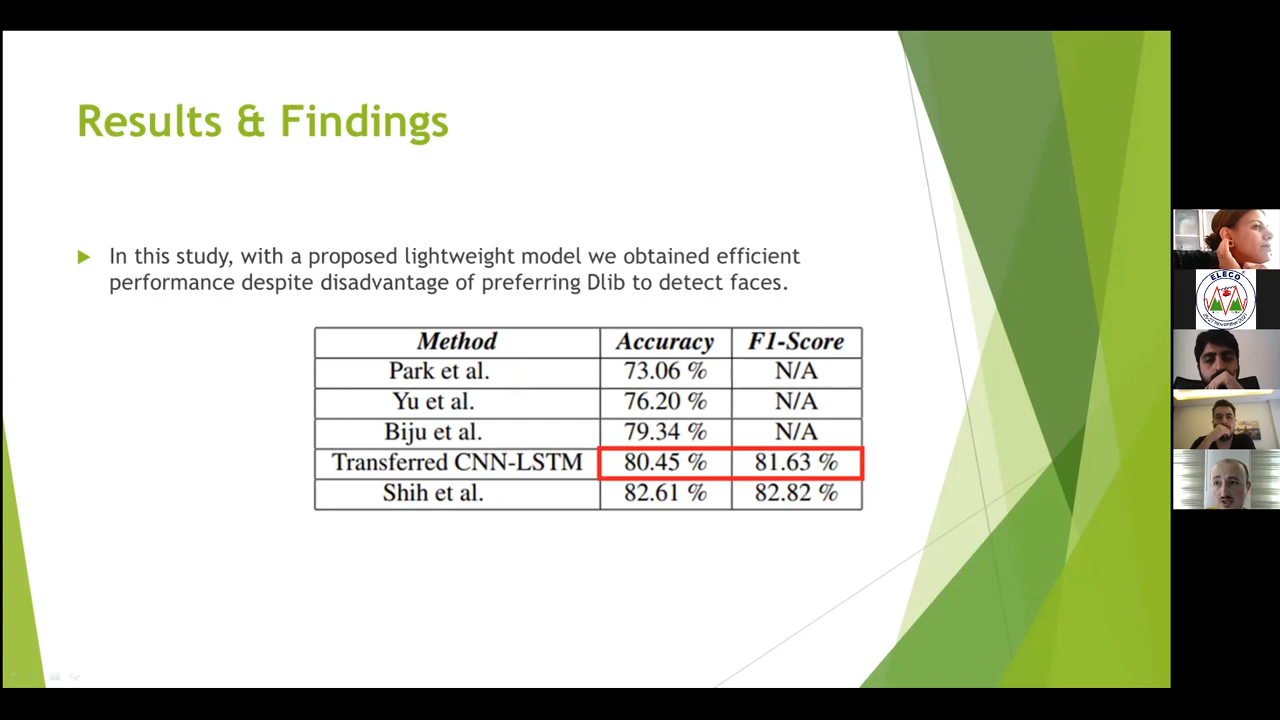 Results & Findings
In this study, with a proposed lightweight model we obtained efficient
performance despite disadvantage of preferring Dlib to detect faces.
Method Accuracy F1-Score
Park et al. 73.06 % N/A
Yu et al. 76.20 % N/A
Biju et al. 79.34 % N/A
Transferred CNN-LSTM 80.45 % 81.63 %
Shih et al. 82.61 % 82.82 %
ELECO